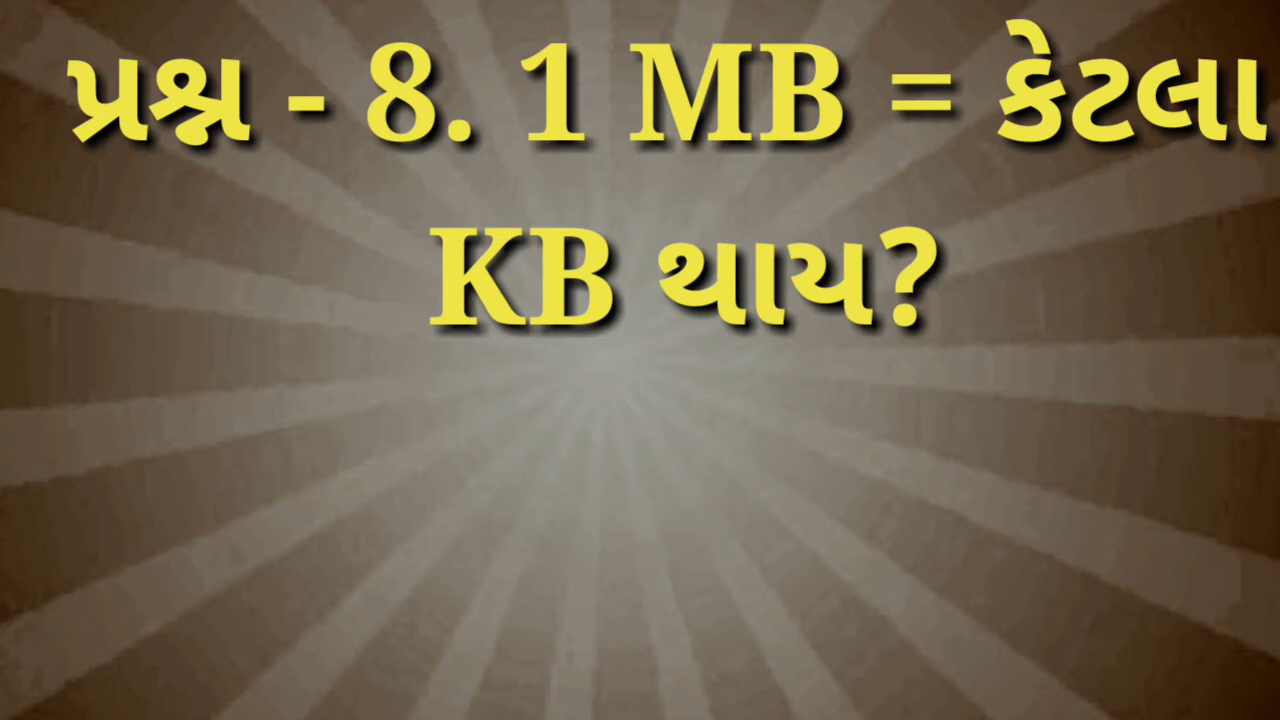 પ્રશ્ન - 8. 1 MB = કેટલા
KB થાય?